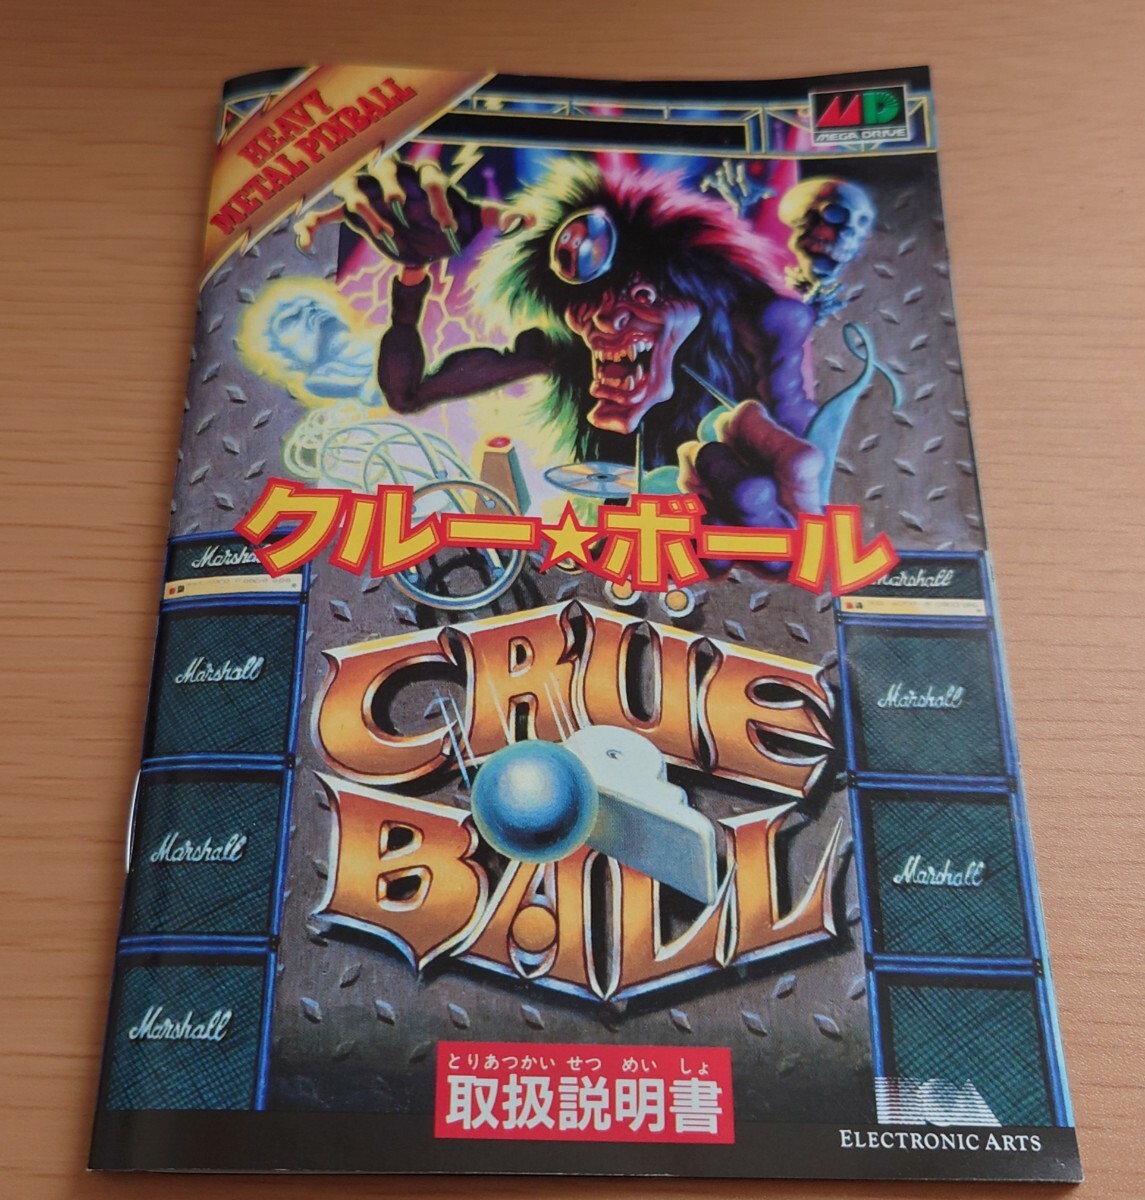 HEAVY
METAL PINBALL
MEGA DRIVE
クルー★ボール
Marshall
Marshall
CRUE
BALL
Marshall
Marshall
Marshall
Marshall
Marshall
とりあつかい せつ めい しょ
取扱説明書
EA
ELECTRONIC ARTS